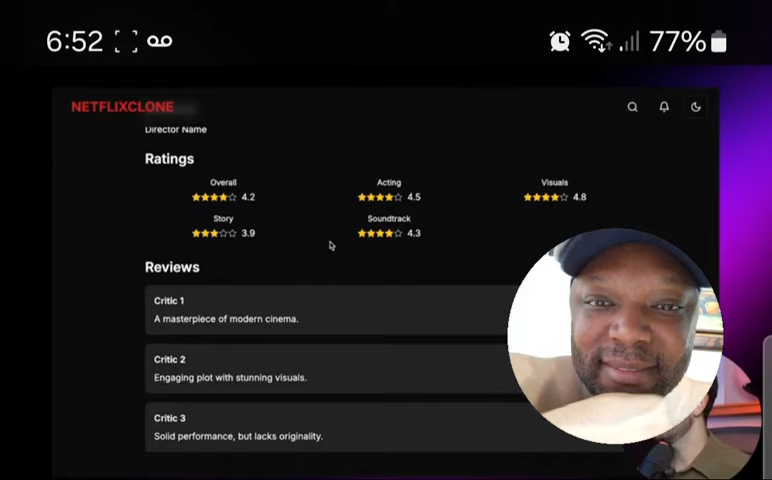 6:52
77%
NETFLIXCLONE
Director Name
Ratings
Overall Acting Visuals
4.2 4.5 4.8
Story Soundtrack
3.9 4.3
Reviews
Critic 1
A masterpiece of modern cinema.
Critic 2
Engaging plot with stunning visuals.
Critic 3
Solid performance, but lacks originality.